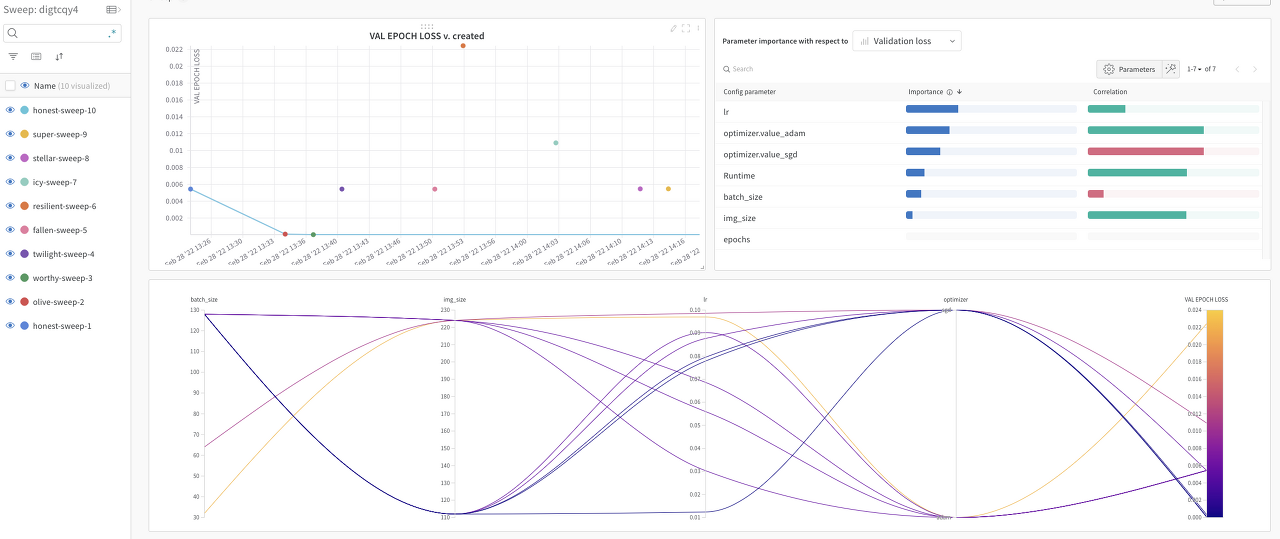 Sweep: digtcqy4
.*
Name (10 visualized)
honest-sweep-10
super-sweep-9
stellar-sweep-8
icy-sweep-7
resilient-sweep-6
fallen-sweep-5
twilight-sweep-4
worthy-sweep-3
olive-sweep-2
honest-sweep-1
VAL EPOCH LOSS v. created
VAL EPOCH LOSS
0.022
0.02
0.018
0.016
0.014
0.012
0.01
0.008
0.006
0.004
0.002
Feb 28 '22 13:26
Feb 28 '22 13:30
Feb 28 '22 13:33
Feb 28 '22 13:36
Feb 28 '22 13:40
Feb 28 '22 13:43
Feb 28 '22 13:46
Feb 28 '22 13:50
Feb 28 '22 13:53
Feb 28 '22 14:00
Feb 28 '22 14:03
Feb 28 '22 14:06
Feb 28 '22 14:10
Feb 28 '22 14:13
Feb 28 '22 14:16
Feb 28 '22
Parameter importance with respect to Validation loss
Search
Parameters
1-7 of 7
Config parameter Importance Correlation
lr
optimizer.value_adam
optimizer.value_sgd
Runtime
batch_size
img_size
epochs
batch_size
130
120
110
100
90
80
70
60
50
40
30
img_size
230
220
210
200
190
180
170
160
150
140
130
120
110
lr
0.10
0.09
0.08
0.07
0.06
0.05
0.04
0.03
0.02
0.01
optimizer
VAL EPOCH LOSS
0.024
0.022
0.020
0.018
0.016
0.014
0.012
0.010
0.008
0.006
0.004
0.002
0.000